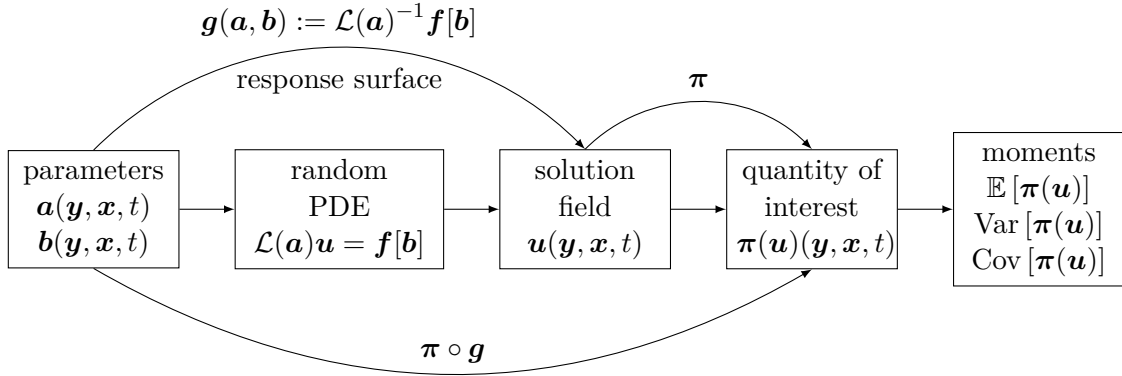 𝒈(𝒂, 𝒃) := ℒ(𝒂)⁻¹𝒇[𝒃]
response surface
𝝅
parameters
𝒂(𝒚, 𝒙, t)
𝒃(𝒚, 𝒙, t)
random
PDE
ℒ(𝒂)𝒖 = 𝒇[𝒃]
solution
field
𝒖(𝒚, 𝒙, t)
quantity of
interest
𝝅(𝒖)(𝒚, 𝒙, t)
moments
𝔼 [𝝅(𝒖)]
Var [𝝅(𝒖)]
Cov [𝝅(𝒖)]
𝝅 ∘ 𝒈